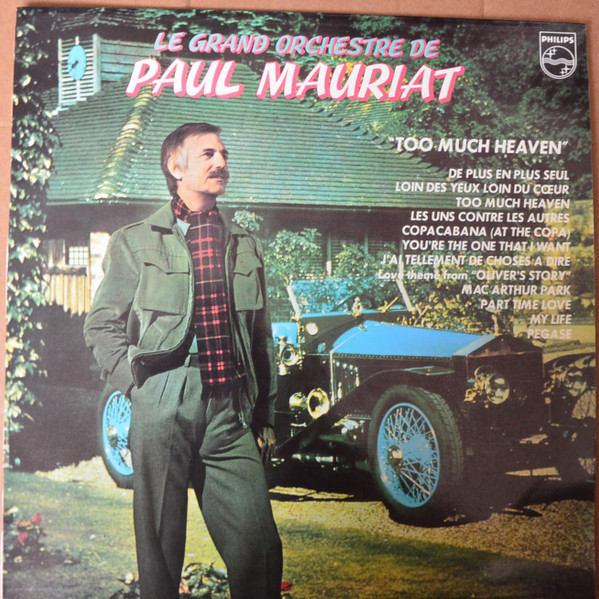 LE GRAND ORCHESTRE DE
PAUL MAURIAT
PHILIPS
"TOO MUCH HEAVEN"
DE PLUS EN PLUS SEUL
LOIN DES YEUX LOIN DU CŒUR
TOO MUCH HEAVEN
LES UNS CONTRE LES AUTRES
COPACABANA (AT THE COPA)
YOU'RE THE ONE THAT I WANT
J'AI TELLEMENT DE CHOSES A DIRE
Love theme from "OLIVER'S STORY"
MAC ARTHUR PARK
PART TIME LOVE
MY LIFE
PEGASE